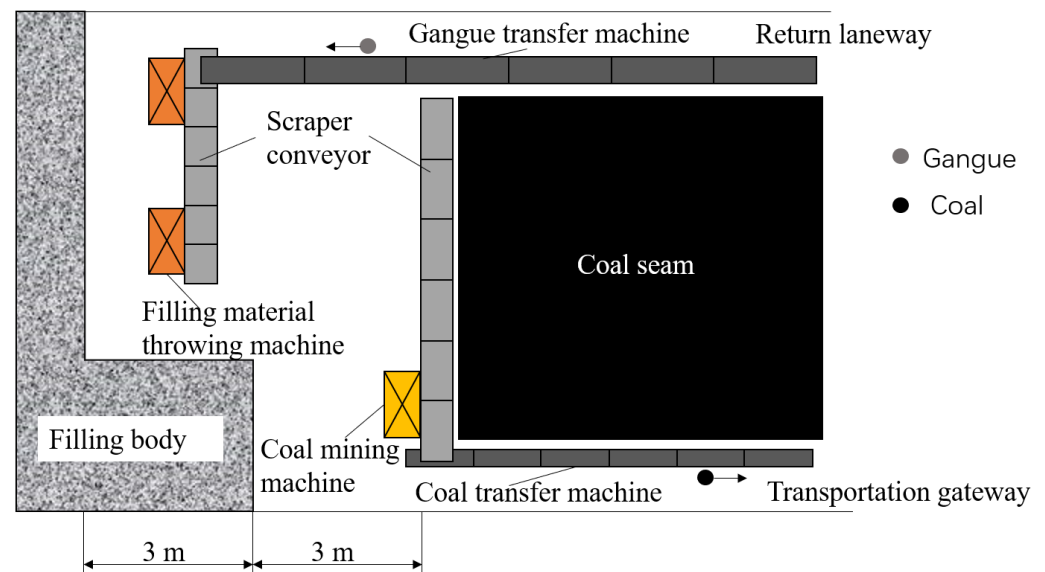 Gangue transfer machine
Return laneway
Scraper
conveyor
Gangue
Coal
Coal seam
Filling material
throwing machine
Filling body
Coal mining
machine
Coal transfer machine
Transportation gateway
3 m
3 m